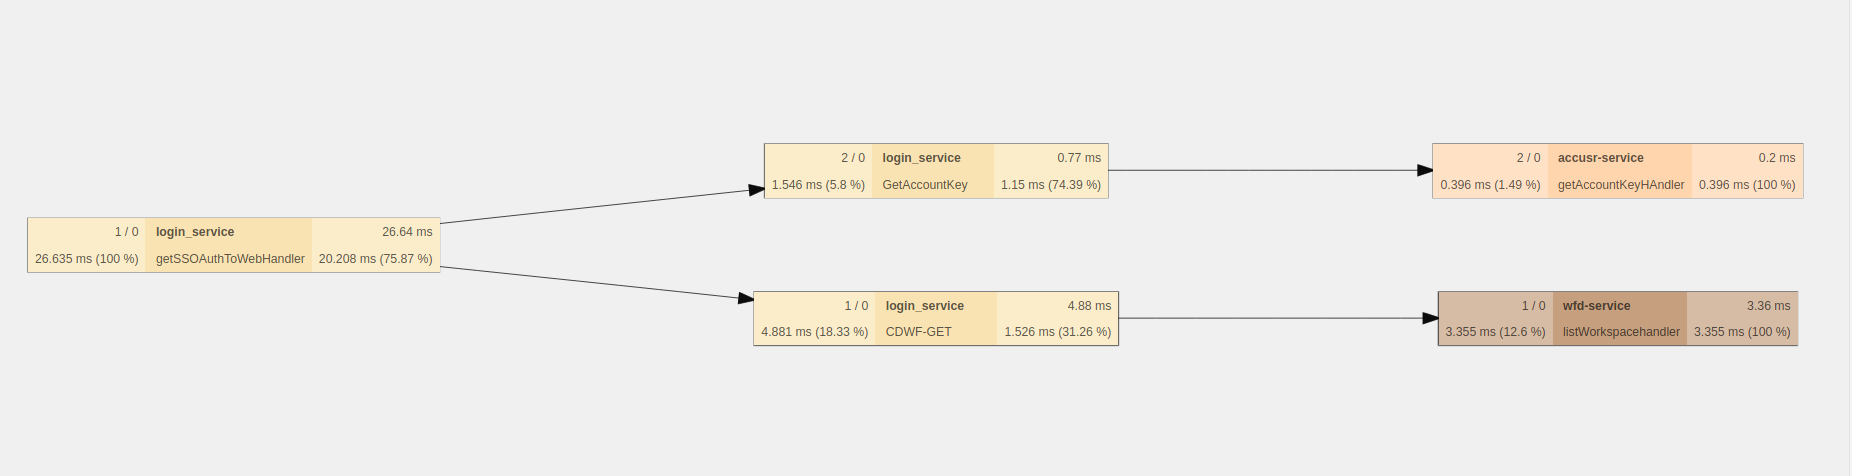 1 / 0 login_service 26.64 ms
26.635 ms (100 %) getSSOAuthToWebHandler 20.208 ms (75.87 %)
2 / 0 login_service 0.77 ms
1.546 ms (5.8 %) GetAccountKey 1.15 ms (74.39 %)
1 / 0 login_service 4.88 ms
4.881 ms (18.33 %) CDWF-GET 1.526 ms (31.26 %)
2 / 0 accusr-service 0.2 ms
0.396 ms (1.49 %) getAccountKeyHAndler 0.396 ms (100 %)
1 / 0 wfd-service 3.36 ms
3.355 ms (12.6 %) listWorkspacehandler 3.355 ms (100 %)